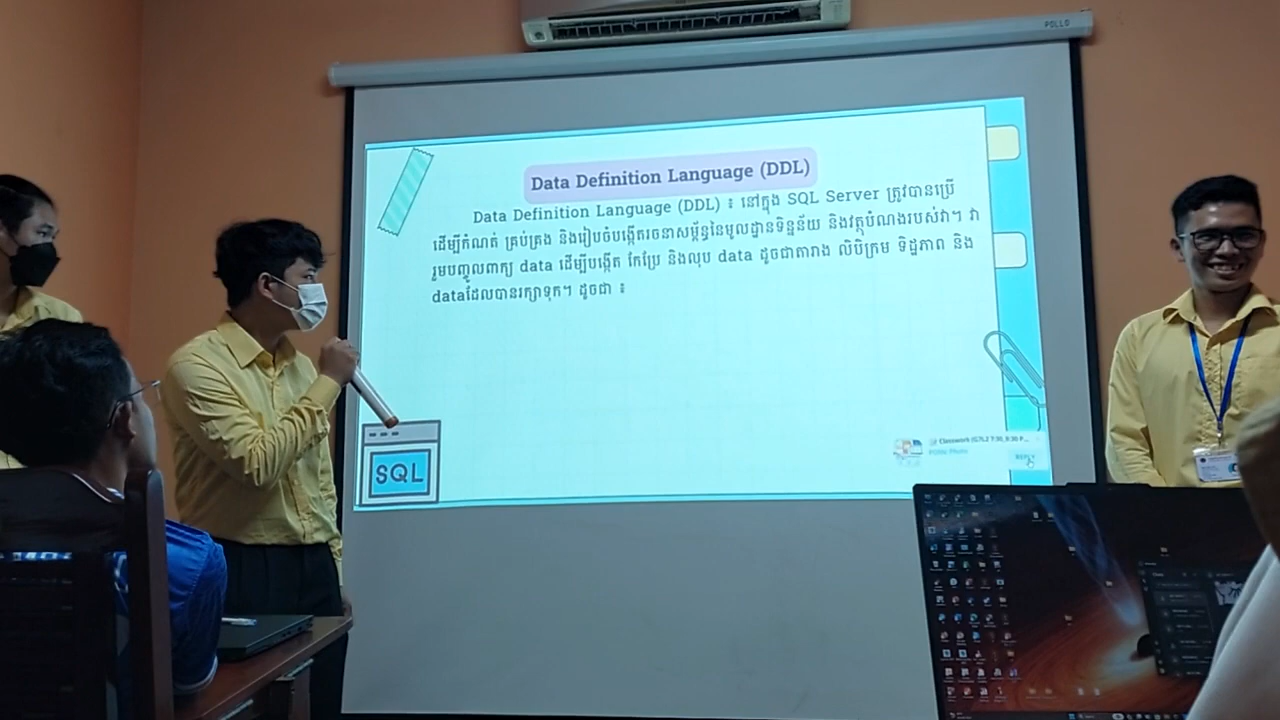 POLLO
Data Definition Language (DDL)
Data Definition Language (DDL) ៖ នៅក្នុង SQL Server ត្រូវបានប្រើ
ដើម្បីកំណត់ គ្រប់គ្រង និងរៀបចំបង្កើតរចនាសម្ព័ន្ធនៃមូលដ្ឋានទិន្នន័យ និងវត្ថុបំណងរបស់វា។ វា
រួមបញ្ចូលពាក្យ data ដើម្បីបង្កើត កែប្រែ និងលុប data ដូចជាតារាង លិបិក្រម ទិដ្ឋភាព និង
dataដែលបានរក្សាទុក។ ដូចជា ៖
SQL
REPLY